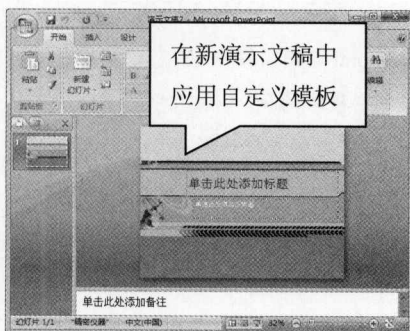 演示文稿2 - Microsoft PowerPoint
开始 插入 设计
粘贴 新建 幻灯片 编辑
剪贴板 幻灯片
在新演示文稿中
应用自定义模板
1
单击此处添加标题
单击此处添加备注
幻灯片 1/1 "精密仪器" 中文(中国) 32%